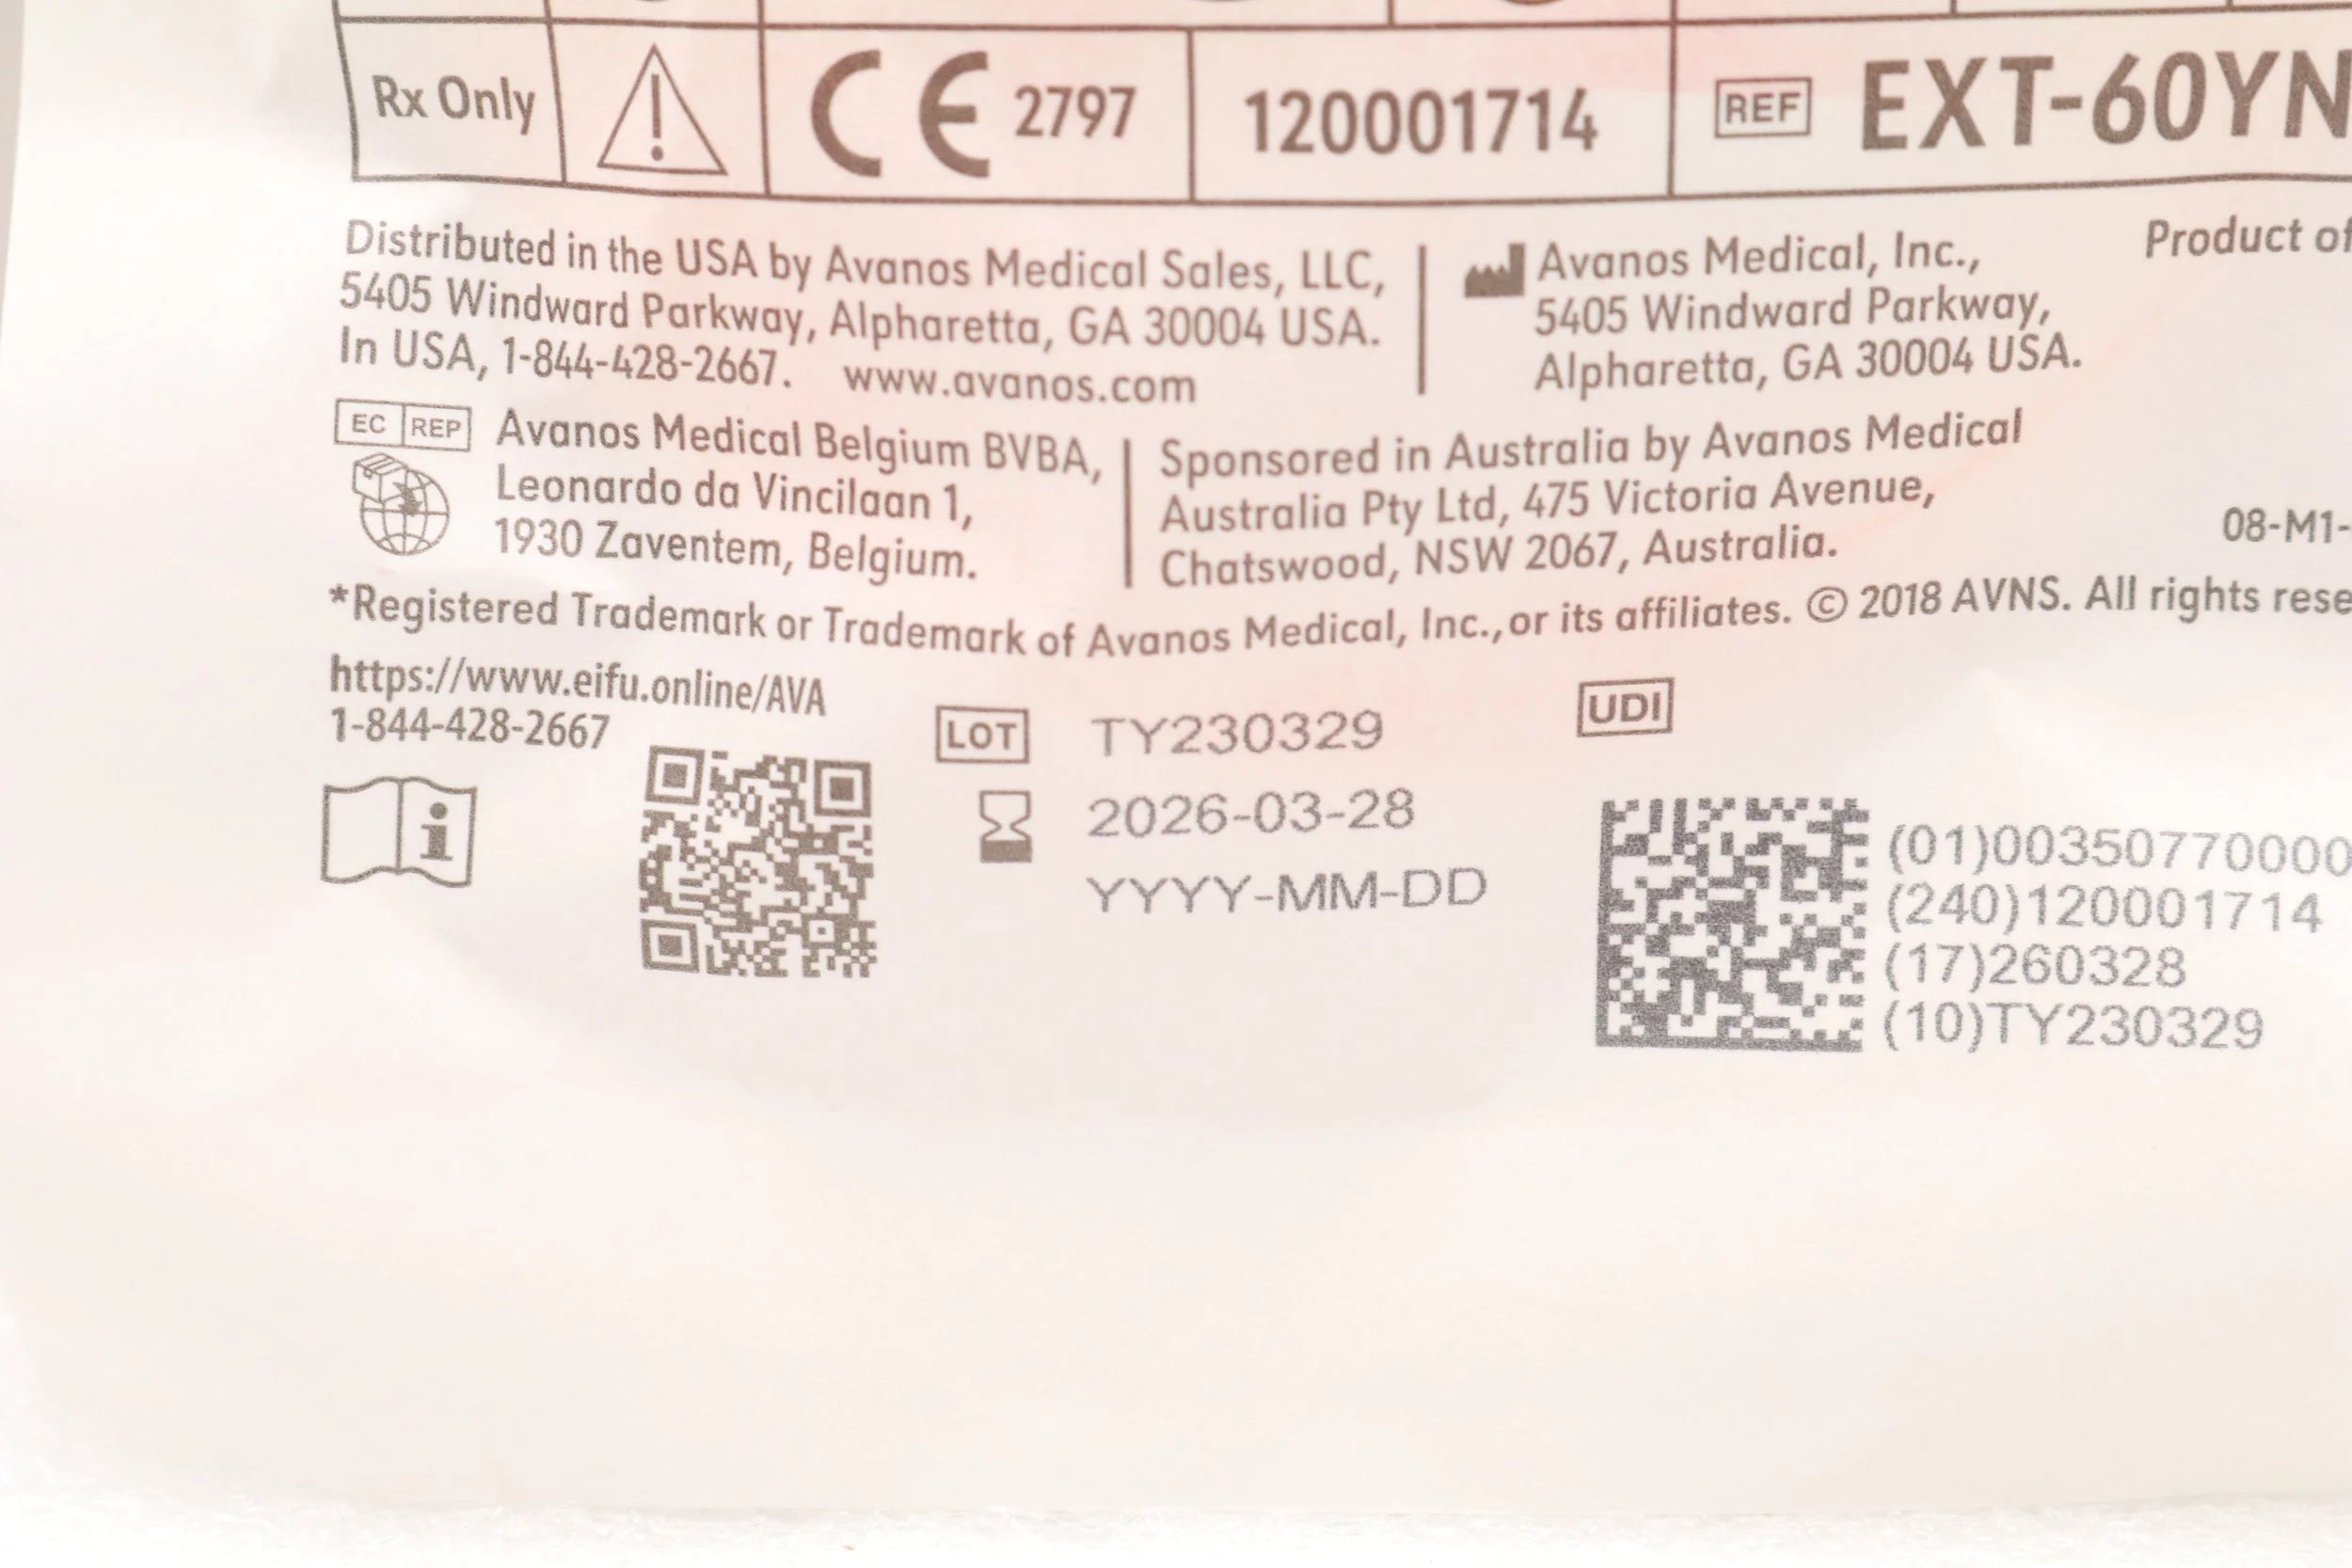 Rx Only
CE 2797
120001714
REF EXT-60YN
Distributed in the USA by Avanos Medical Sales, LLC,
5405 Windward Parkway, Alpharetta, GA 30004 USA.
In USA, 1-844-428-2667. www.avanos.com
Avanos Medical, Inc.,
5405 Windward Parkway,
Alpharetta, GA 30004 USA.
Product of
EC REP Avanos Medical Belgium BVBA,
Leonardo da Vincilaan 1,
1930 Zaventem, Belgium.
Sponsored in Australia by Avanos Medical
Australia Pty Ltd, 475 Victoria Avenue,
Chatswood, NSW 2067, Australia.
08-M1-
*Registered Trademark or Trademark of Avanos Medical, Inc., or its affiliates. © 2018 AVNS. All rights rese
https://www.eifu.online/AVA
1-844-428-2667
LOT TY230329
2026-03-28
YYYY-MM-DD
UDI
(01)00350770000
(240)120001714
(17)260328
(10)TY230329